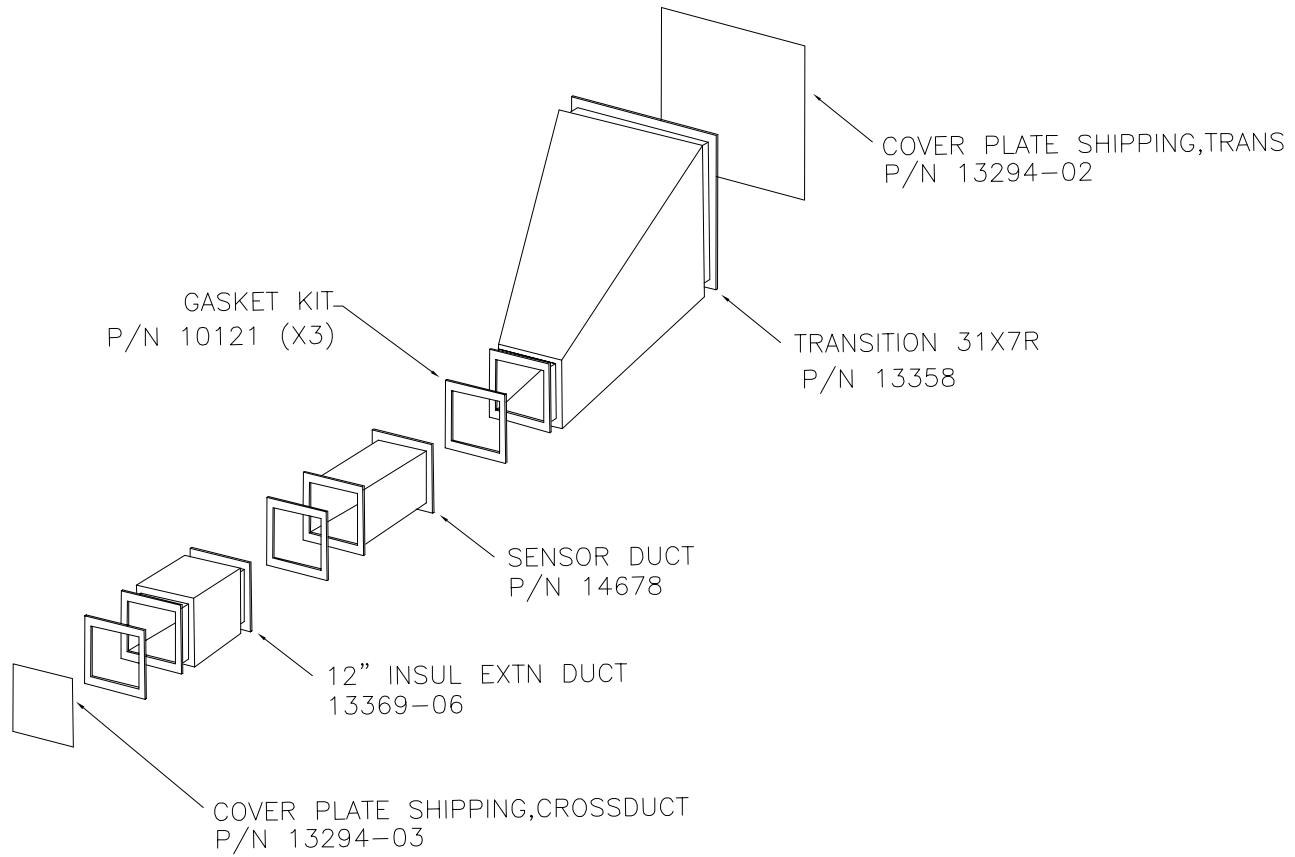 COVER PLATE SHIPPING,TRANS
P/N 13294-02
GASKET KIT
P/N 10121 (X3)
TRANSITION 31X7R
P/N 13358
SENSOR DUCT
P/N 14678
12” INSUL EXTN DUCT
13369-06
COVER PLATE SHIPPING,CROSSDUCT
P/N 13294-03